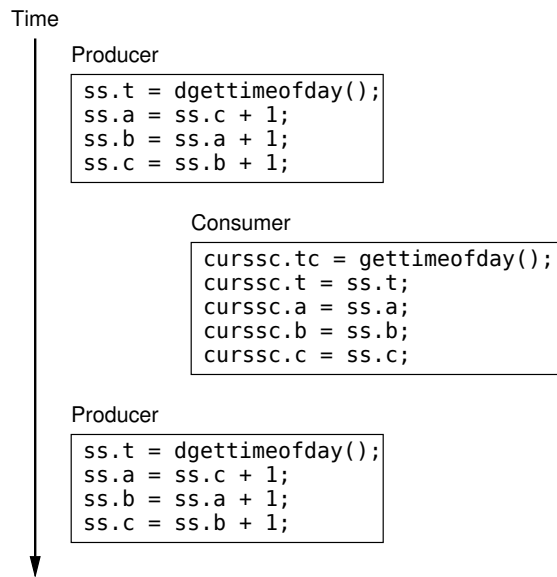 Time
Producer
ss.t = dgettimeofday();
ss.a = ss.c + 1;
ss.b = ss.a + 1;
ss.c = ss.b + 1;
Consumer
curssc.tc = gettimeofday();
curssc.t = ss.t;
curssc.a = ss.a;
curssc.b = ss.b;
curssc.c = ss.c;
Producer
ss.t = dgettimeofday();
ss.a = ss.c + 1;
ss.b = ss.a + 1;
ss.c = ss.b + 1;